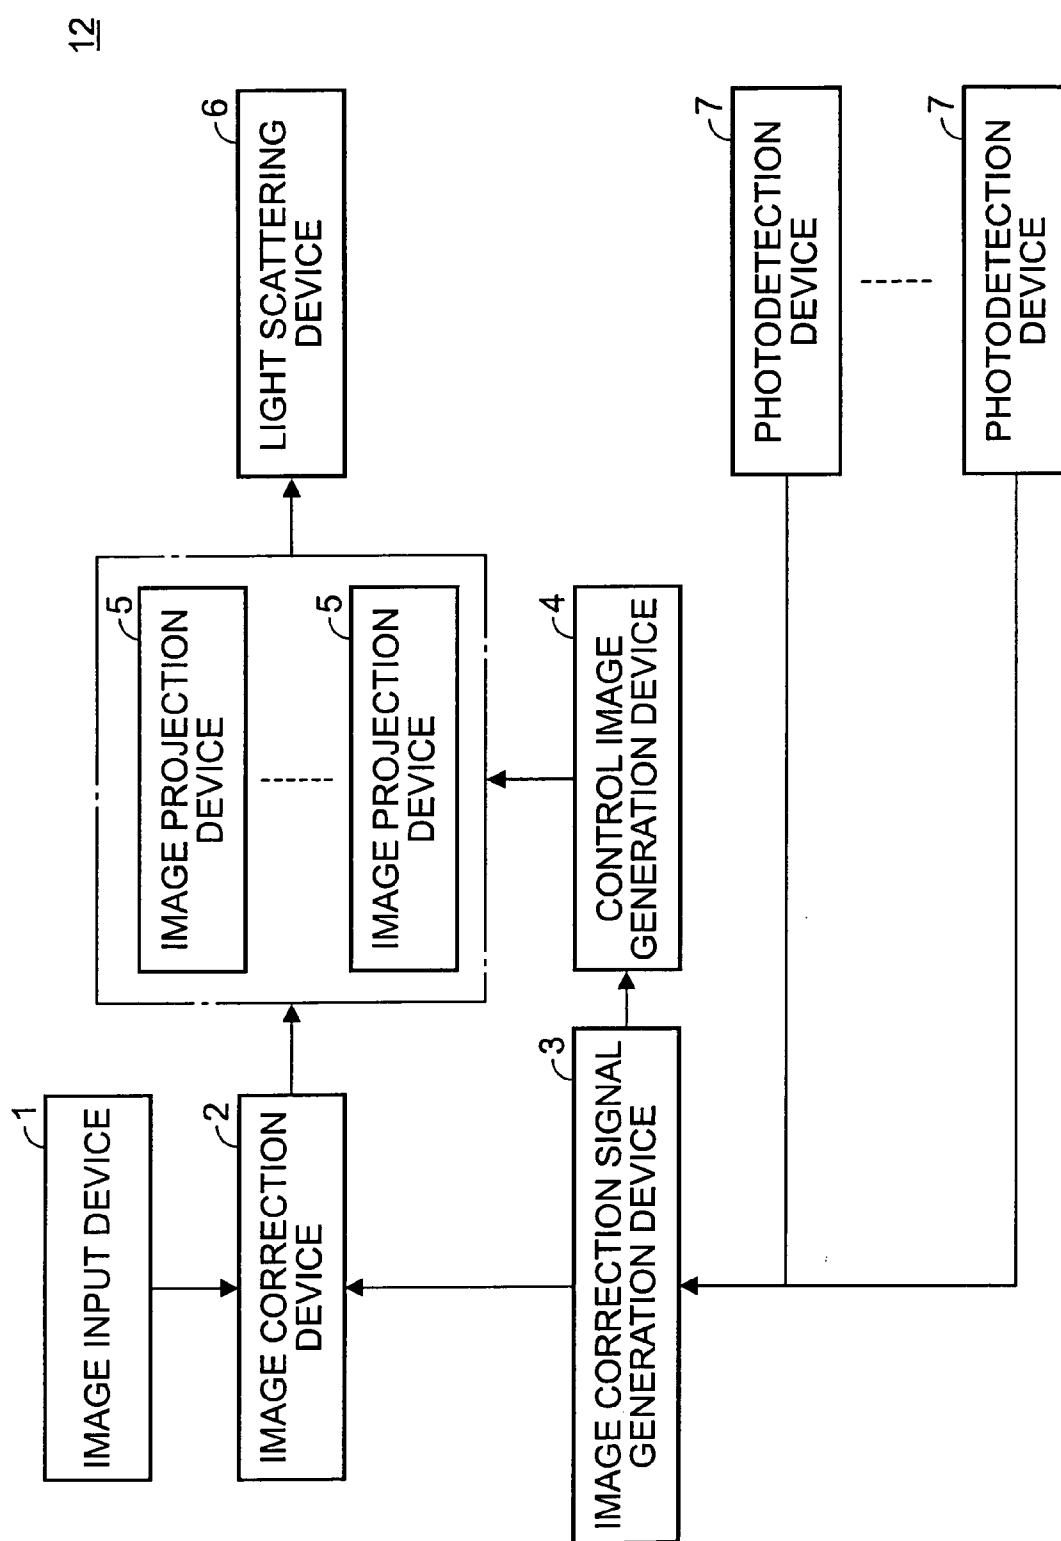 12
1
IMAGE INPUT DEVICE
2
IMAGE CORRECTION
DEVICE
5
IMAGE PROJECTION
DEVICE
5
IMAGE PROJECTION
DEVICE
6
LIGHT SCATTERING
DEVICE
3
IMAGE CORRECTION SIGNAL
GENERATION DEVICE
4
CONTROL IMAGE
GENERATION DEVICE
7
PHOTODETECTION
DEVICE
7
PHOTODETECTION
DEVICE